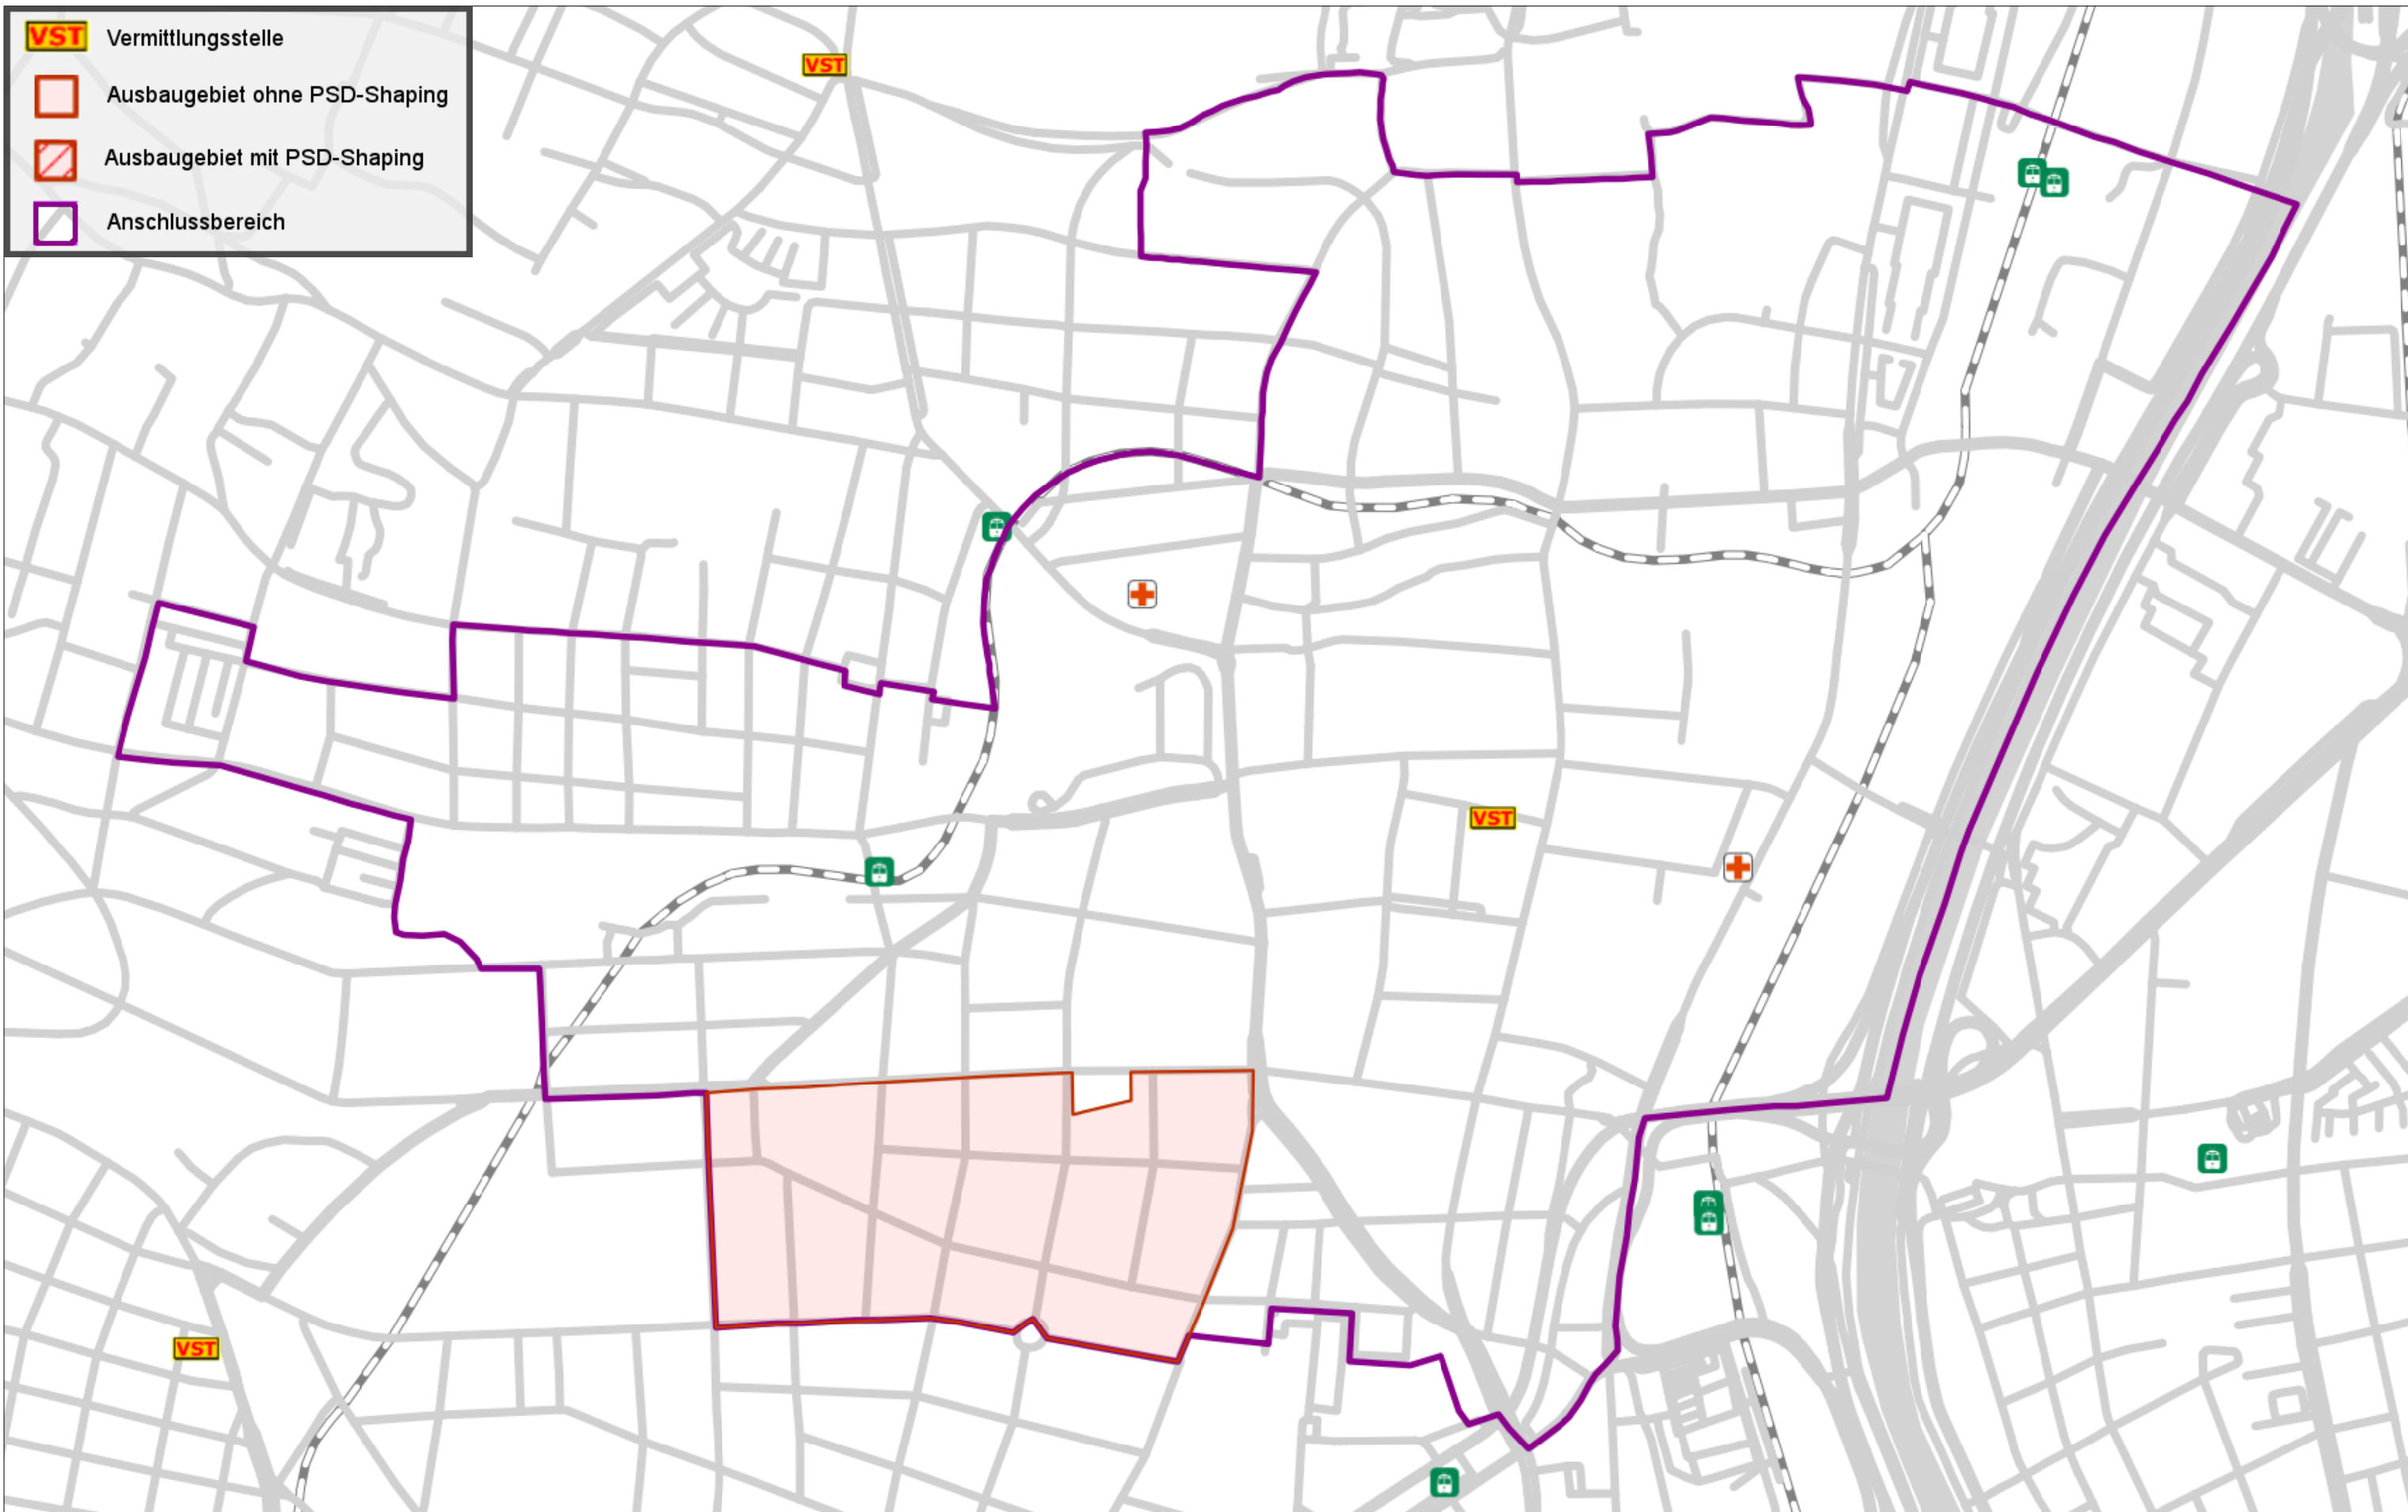 VST Vermittlungsstelle
Ausbaugebiet ohne PSD-Shaping
Ausbaugebiet mit PSD-Shaping
Anschlussbereich
VST
VST
VST